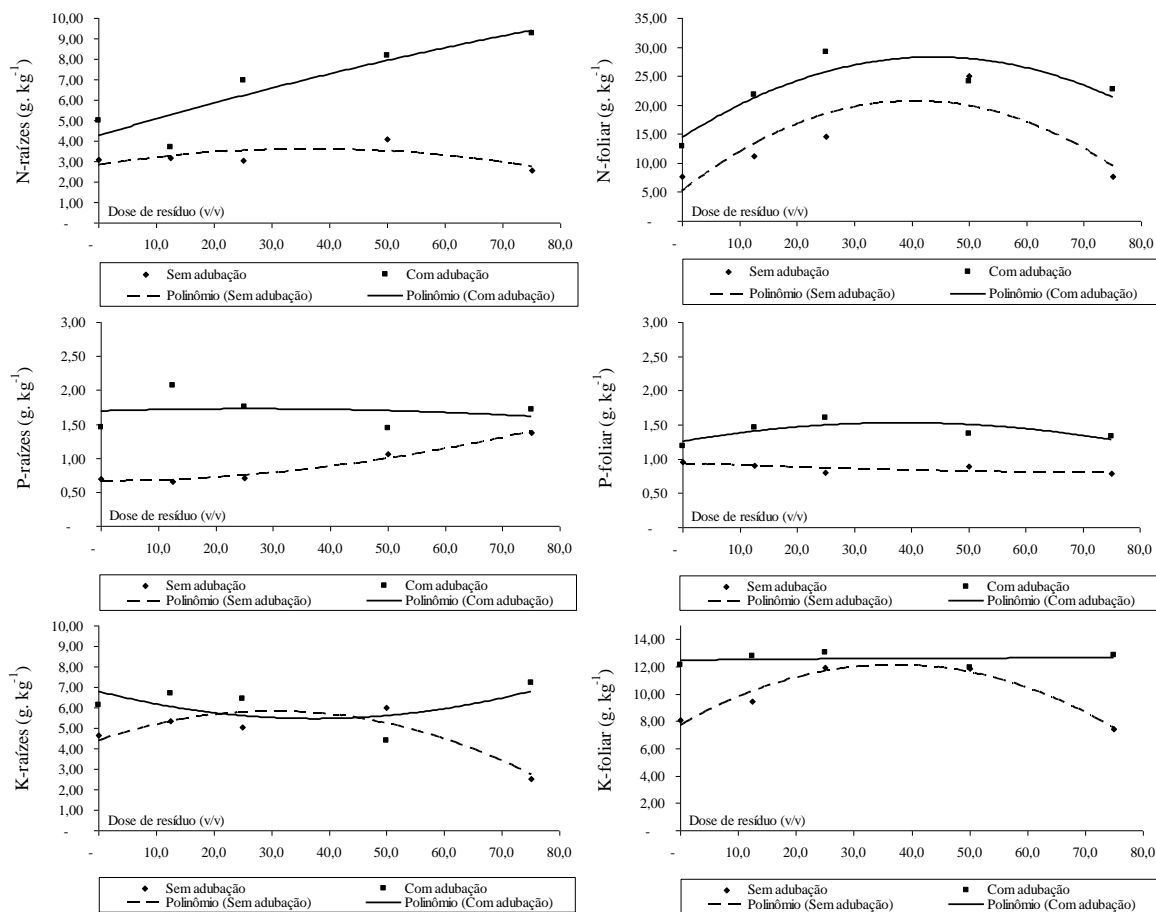 10,00
9,00
8,00
7,00
6,00
5,00
4,00
3,00
2,00
1,00
-
N-raízes (g. kg-1)
Dose de resíduo (v/v)
- 10,0 20,0 30,0 40,0 50,0 60,0 70,0 80,0
Sem adubação Com adubação
Polinômio (Sem adubação) Polinômio (Com adubação)
35,00
30,00
25,00
20,00
15,00
10,00
5,00
-
N-foliar (g. kg-1)
Dose de resíduo (v/v)
- 10,0 20,0 30,0 40,0 50,0 60,0 70,0 80,0
Sem adubação Com adubação
Polinômio (Sem adubação) Polinômio (Com adubação)
3,00
2,50
2,00
1,50
1,00
0,50
-
P-raízes (g. kg-1)
Dose de resíduo (v/v)
- 10,0 20,0 30,0 40,0 50,0 60,0 70,0 80,0
Sem adubação Com adubação
Polinômio (Sem adubação) Polinômio (Com adubação)
3,00
2,50
2,00
1,50
1,00
0,50
-
P-foliar (g. kg-1)
Dose de resíduo (v/v)
- 10,0 20,0 30,0 40,0 50,0 60,0 70,0 80,0
Sem adubação Com adubação
Polinômio (Sem adubação) Polinômio (Com adubação)
10,00
9,00
8,00
7,00
6,00
5,00
4,00
3,00
2,00
1,00
-
K-raízes (g. kg-1)
Dose de resíduo (v/v)
- 10,0 20,0 30,0 40,0 50,0 60,0 70,0 80,0
Sem adubação Com adubação
Polinômio (Sem adubação) Polinômio (Com adubação)
14,00
12,00
10,00
8,00
6,00
4,00
2,00
-
K-foliar (g. kg-1)
Dose de resíduo (v/v)
- 10,0 20,0 30,0 40,0 50,0 60,0 70,0 80,0
Sem adubação Com adubação
Polinômio (Sem adubação) Polinômio (Com adubação)